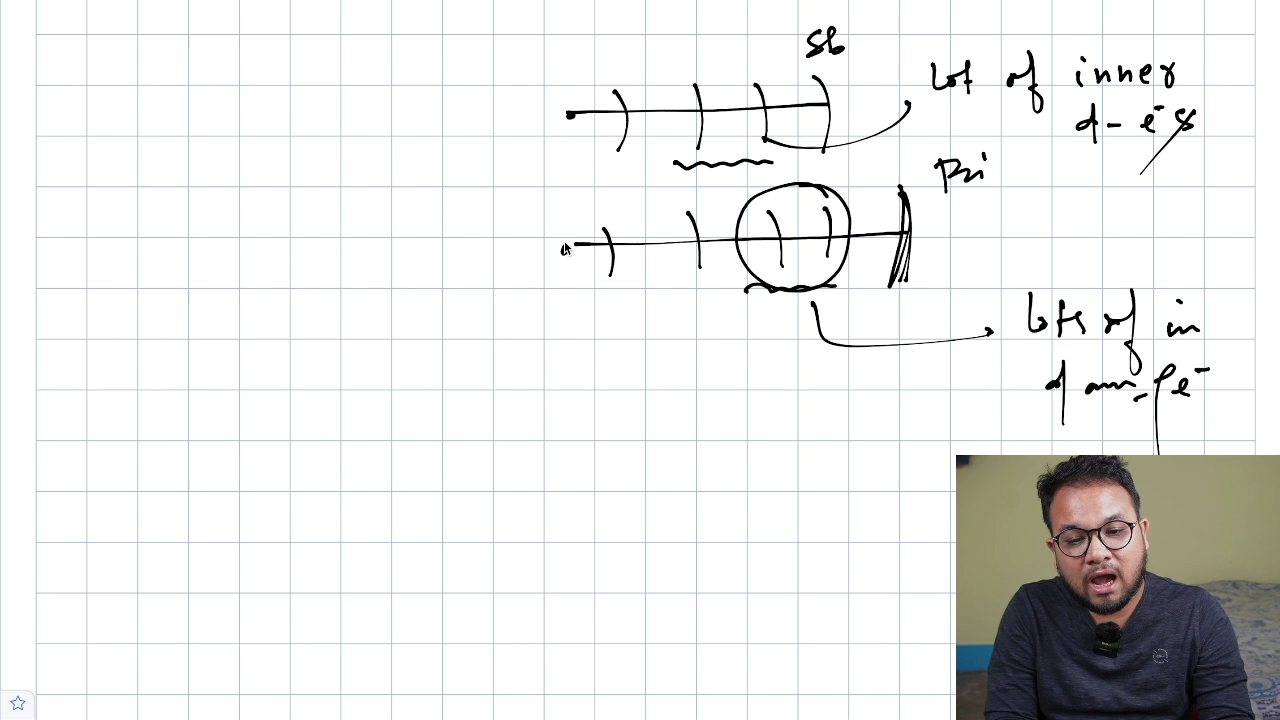 Sb
Lot of inner
d- e⁻s
Bi
lots of in
d and f e⁻